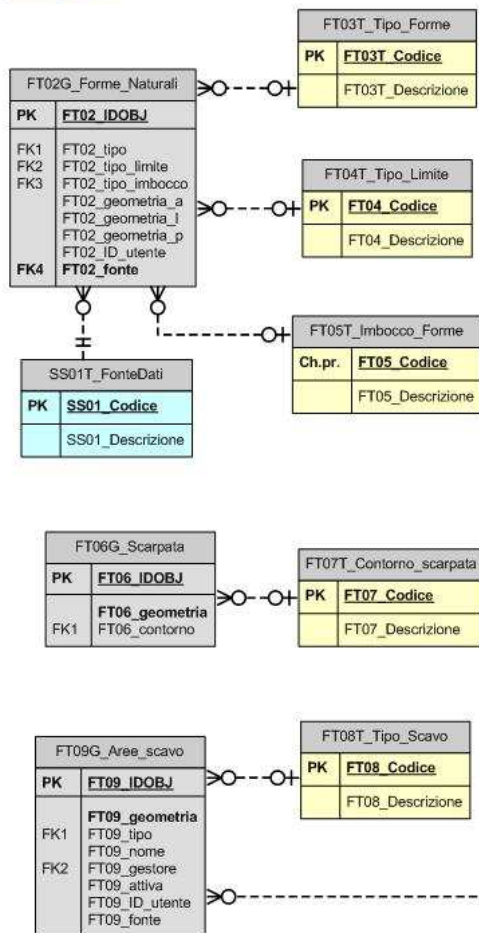 FT03T_Tipo_Forme
PK FT03T_Codice
FT03T_Descrizione
FT02G_Forme_Naturali
PK FT02_IDOBJ
FK1 FT02_tipo
FK2 FT02_tipo_limite
FK3 FT02_tipo_imbocco
FT02_geometria_a
FT02_geometria_l
FT02_geometria_p
FT02_ID_utente
FK4 FT02_fonte
FT04T_Tipo_Limite
PK FT04_Codice
FT04_Descrizione
FT05T_Imbocco_Forme
Ch.pr. FT05_Codice
FT05_Descrizione
SS01T_FonteDati
PK SS01_Codice
SS01_Descrizione
FT06G_Scarpata
PK FT06_IDOBJ
FT06_geometria
FK1 FT06_contorno
FT07T_Contorno_scarpata
PK FT07_Codice
FT07_Descrizione
FT08T_Tipo_Scavo
PK FT08_Codice
FT08_Descrizione
FT09G_Aree_scavo
PK FT09_IDOBJ
FT09_geometria
FK1 FT09_tipo
FT09_nome
FK2 FT09_gestore
FT09_attiva
FT09_ID_utente
FT09_fonte